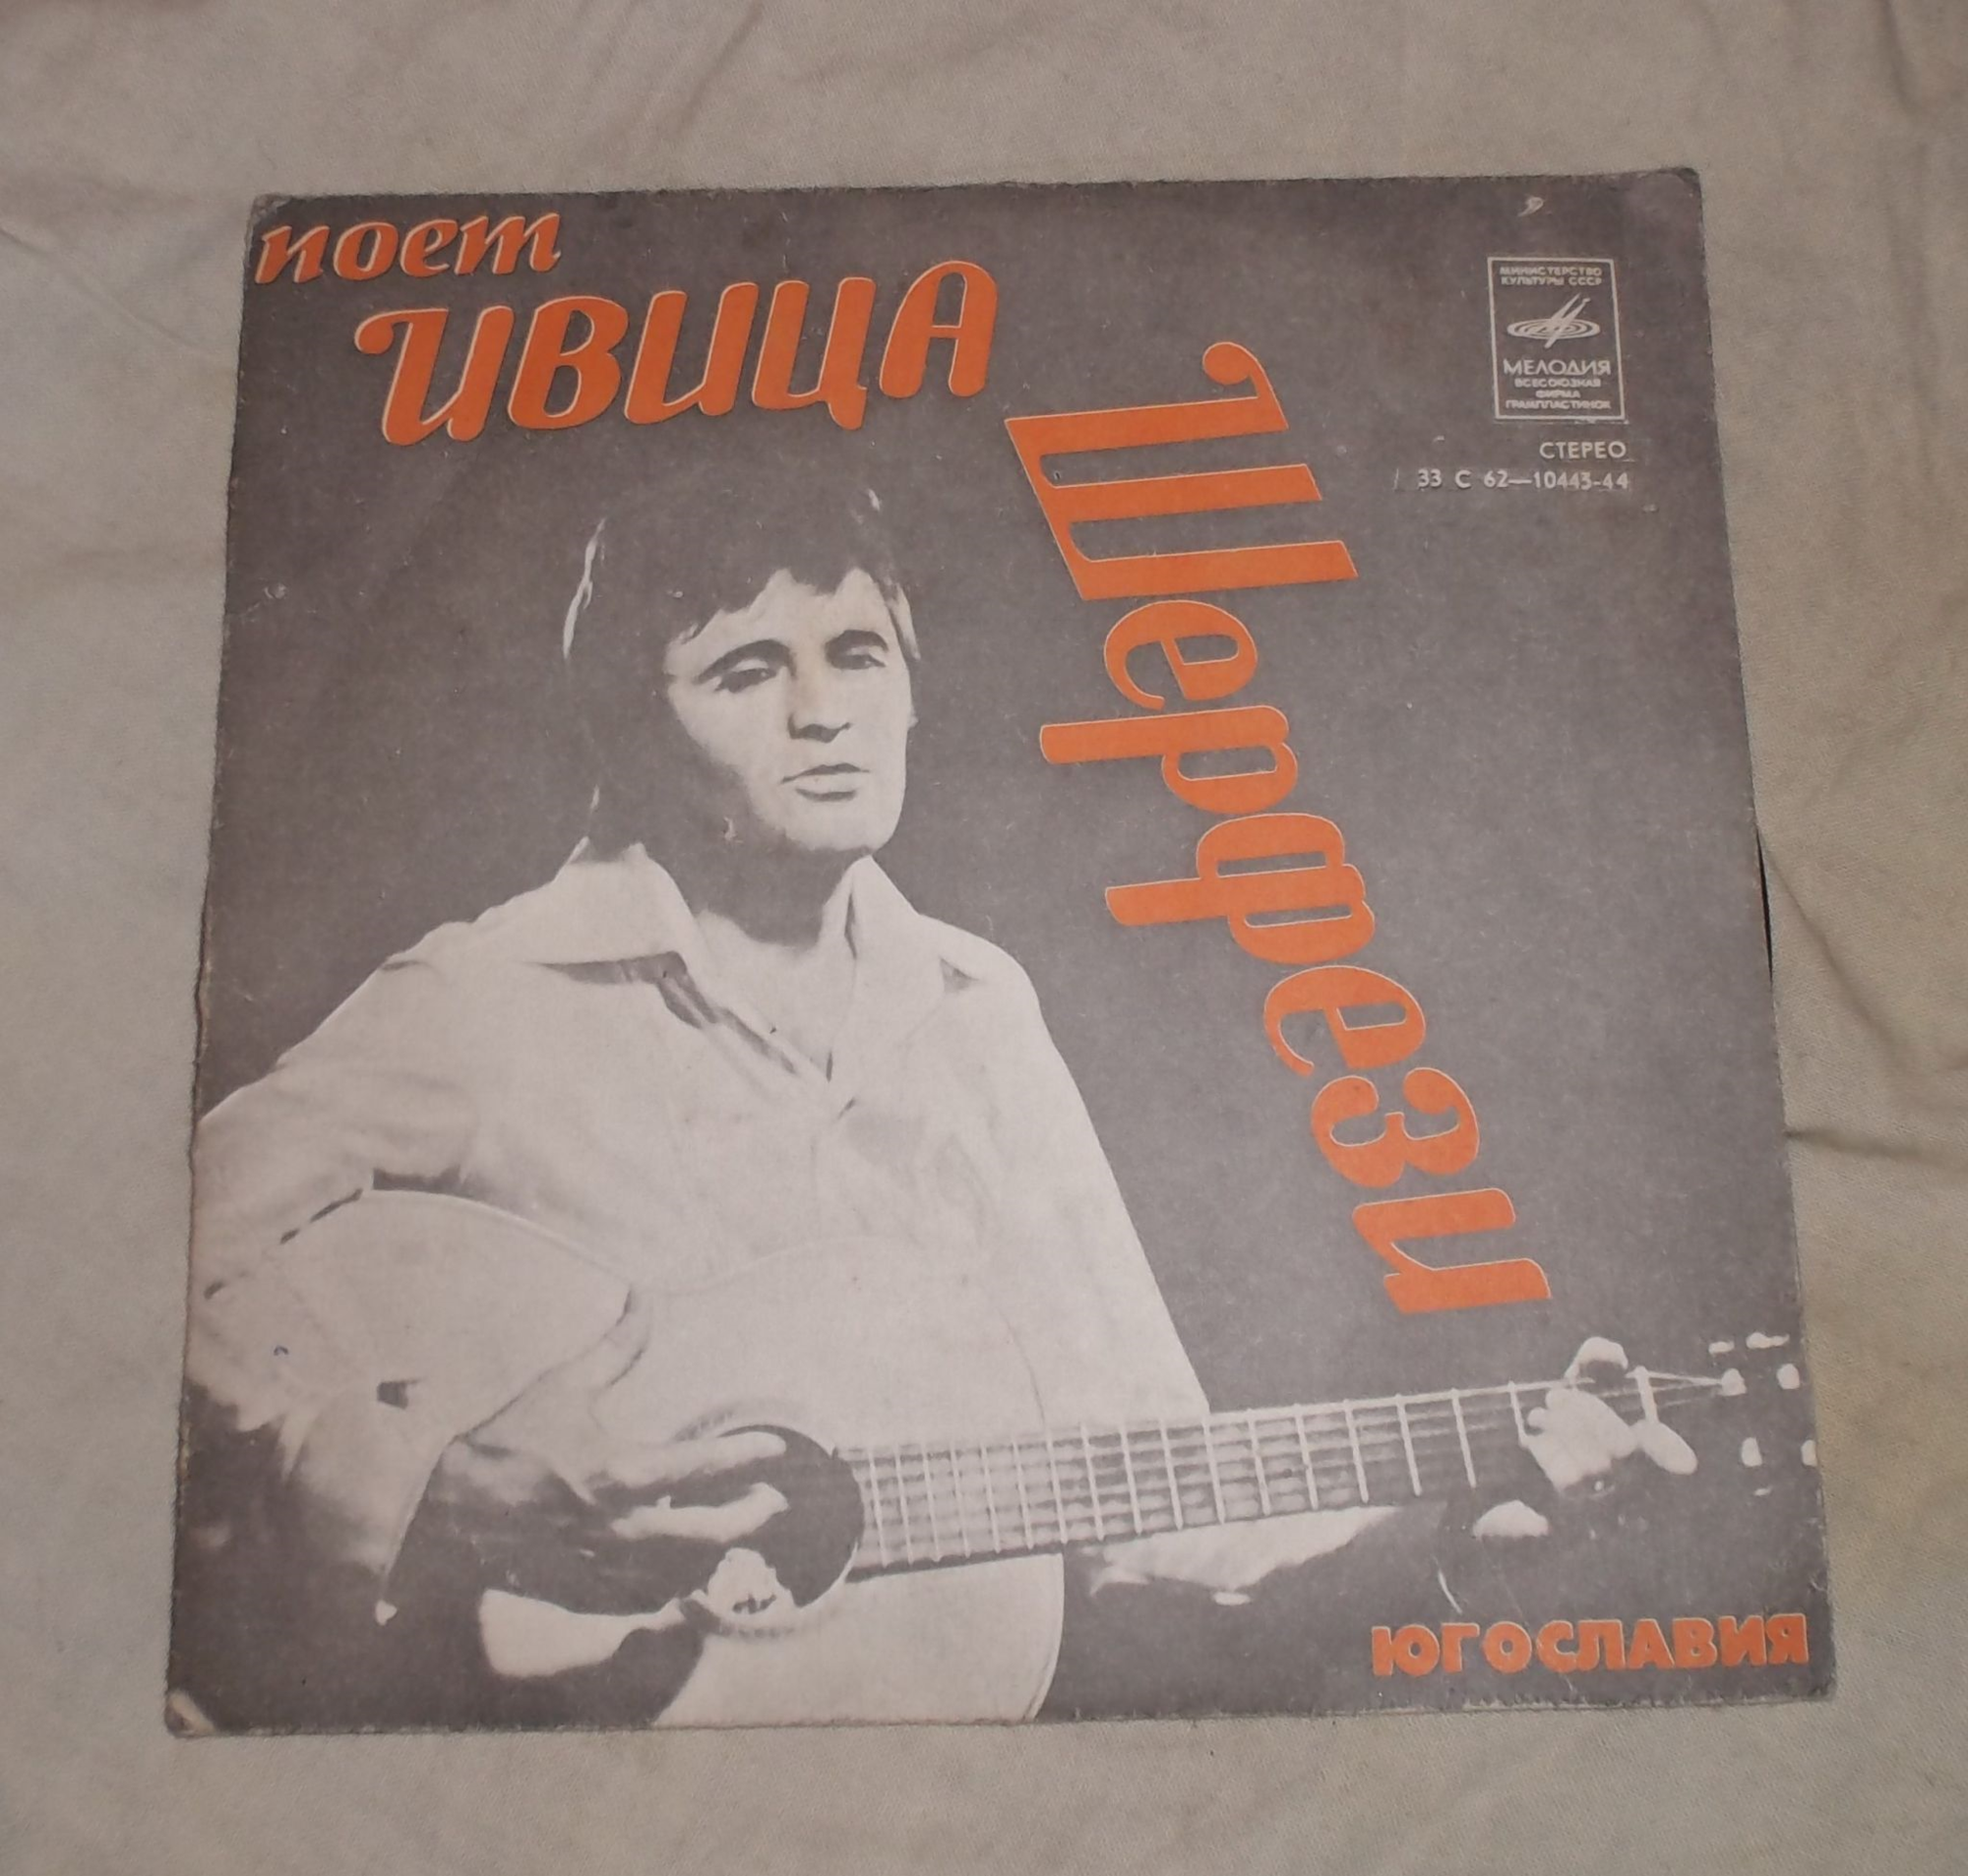 поет
ИВИЦА
Шерфези
МИНИСТЕРСТВО
КУЛЬТУРЫ СССР
МЕЛОДИЯ
ВСЕСОЮЗНАЯ
ФИРМА
ГРАМПЛАСТИНОК
СТЕРЕО
33 С 62—10443-44
ЮГОСЛАВИЯ